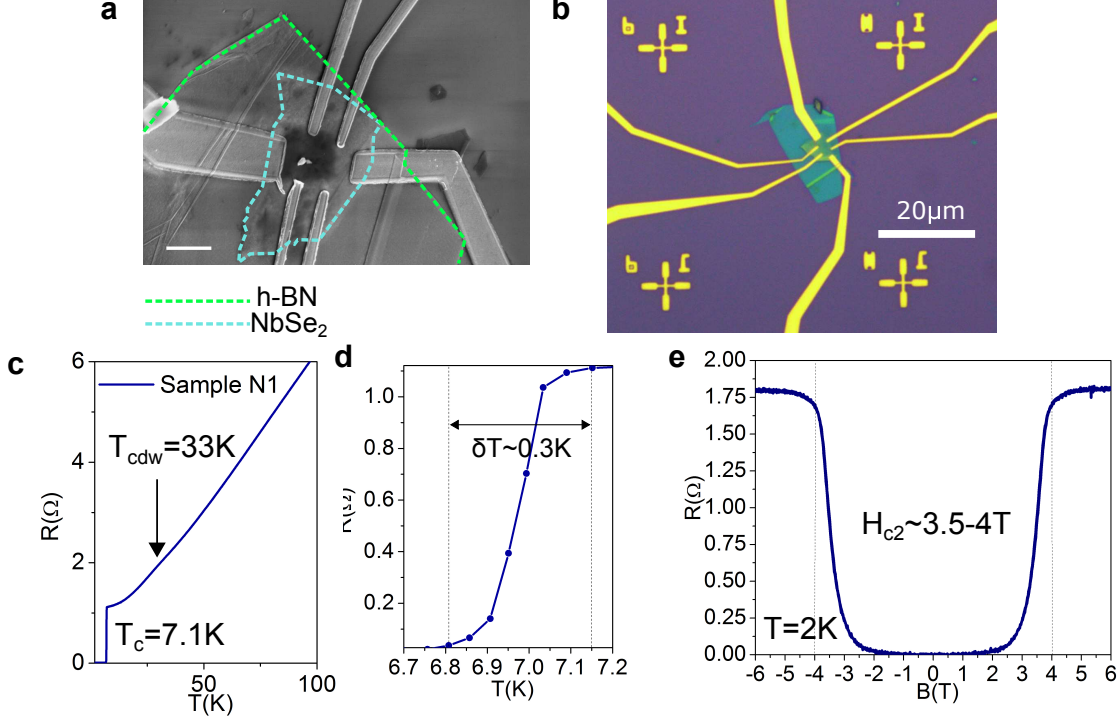 a
b
h-BN
NbSe₂
20μm
c
R(Ω)
6
4
2
0
Sample N1
T_cdw=33K
T_c=7.1K
50
100
T(K)
d
R(Ω)
1.0
0.8
0.6
0.4
0.2
δT~0.3K
6.7 6.8 6.9 7.0 7.1 7.2
T(K)
e
R(Ω)
2.00
1.75
1.50
1.25
1.00
0.75
0.50
0.25
0.00
H_c2~3.5-4T
T=2K
-6 -5 -4 -3 -2 -1 0 1 2 3 4 5 6
B(T)